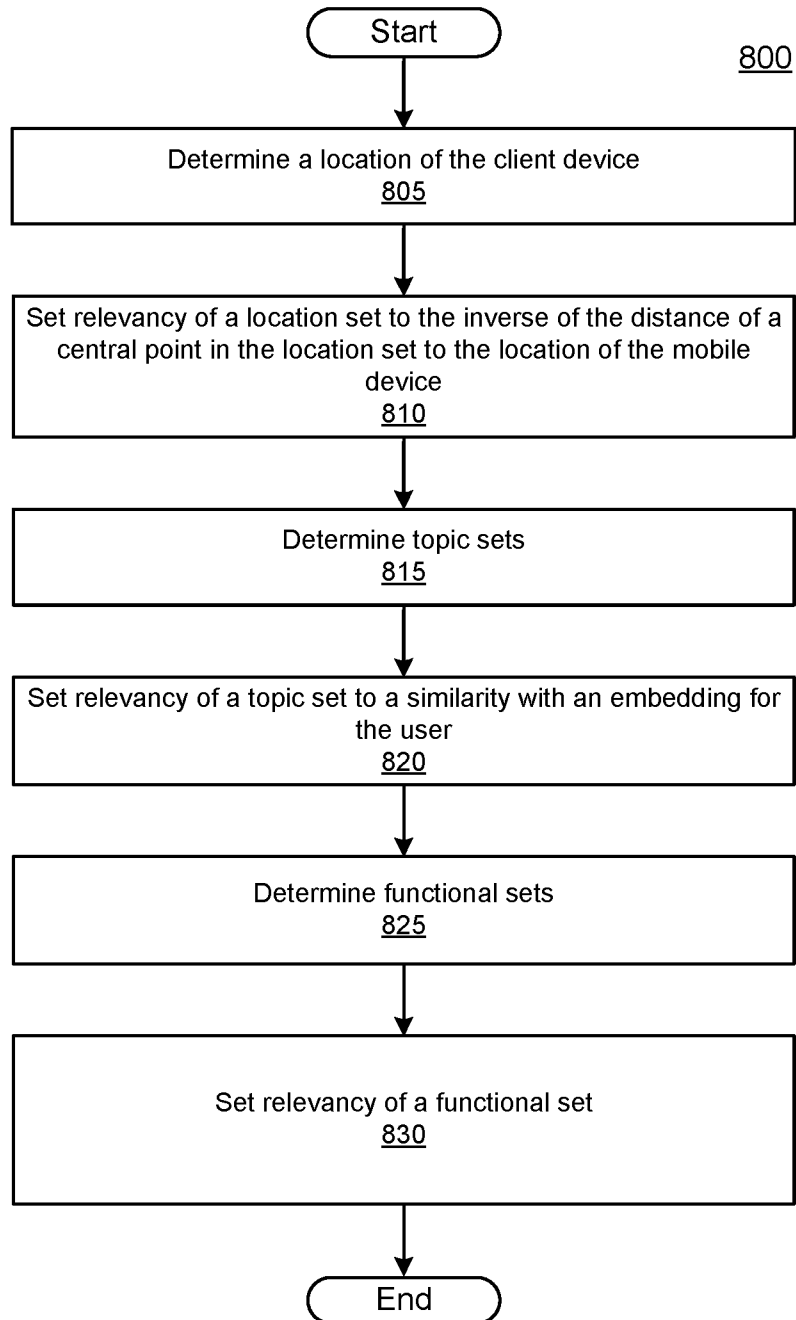 Start
800
Determine a location of the client device
805
Set relevancy of a location set to the inverse of the distance of a
central point in the location set to the location of the mobile
device
810
Determine topic sets
815
Set relevancy of a topic set to a similarity with an embedding for
the user
820
Determine functional sets
825
Set relevancy of a functional set
830
End